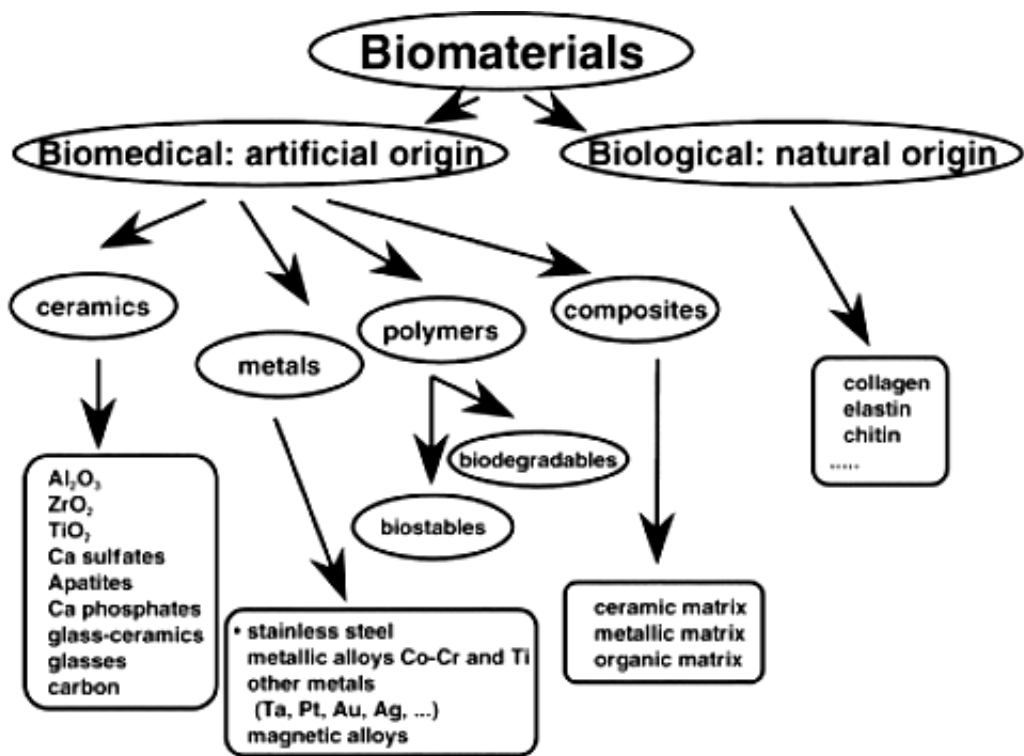 Biomaterials
Biomedical: artificial origin
Biological: natural origin
ceramics
metals
polymers
composites
biodegradables
biostables
collagen
elastin
chitin
.....
Al₂O₃
ZrO₂
TiO₂
Ca sulfates
Apatites
Ca phosphates
glass-ceramics
glasses
carbon
• stainless steel
metallic alloys Co-Cr and Ti
other metals
(Ta, Pt, Au, Ag, ...)
magnetic alloys
ceramic matrix
metallic matrix
organic matrix